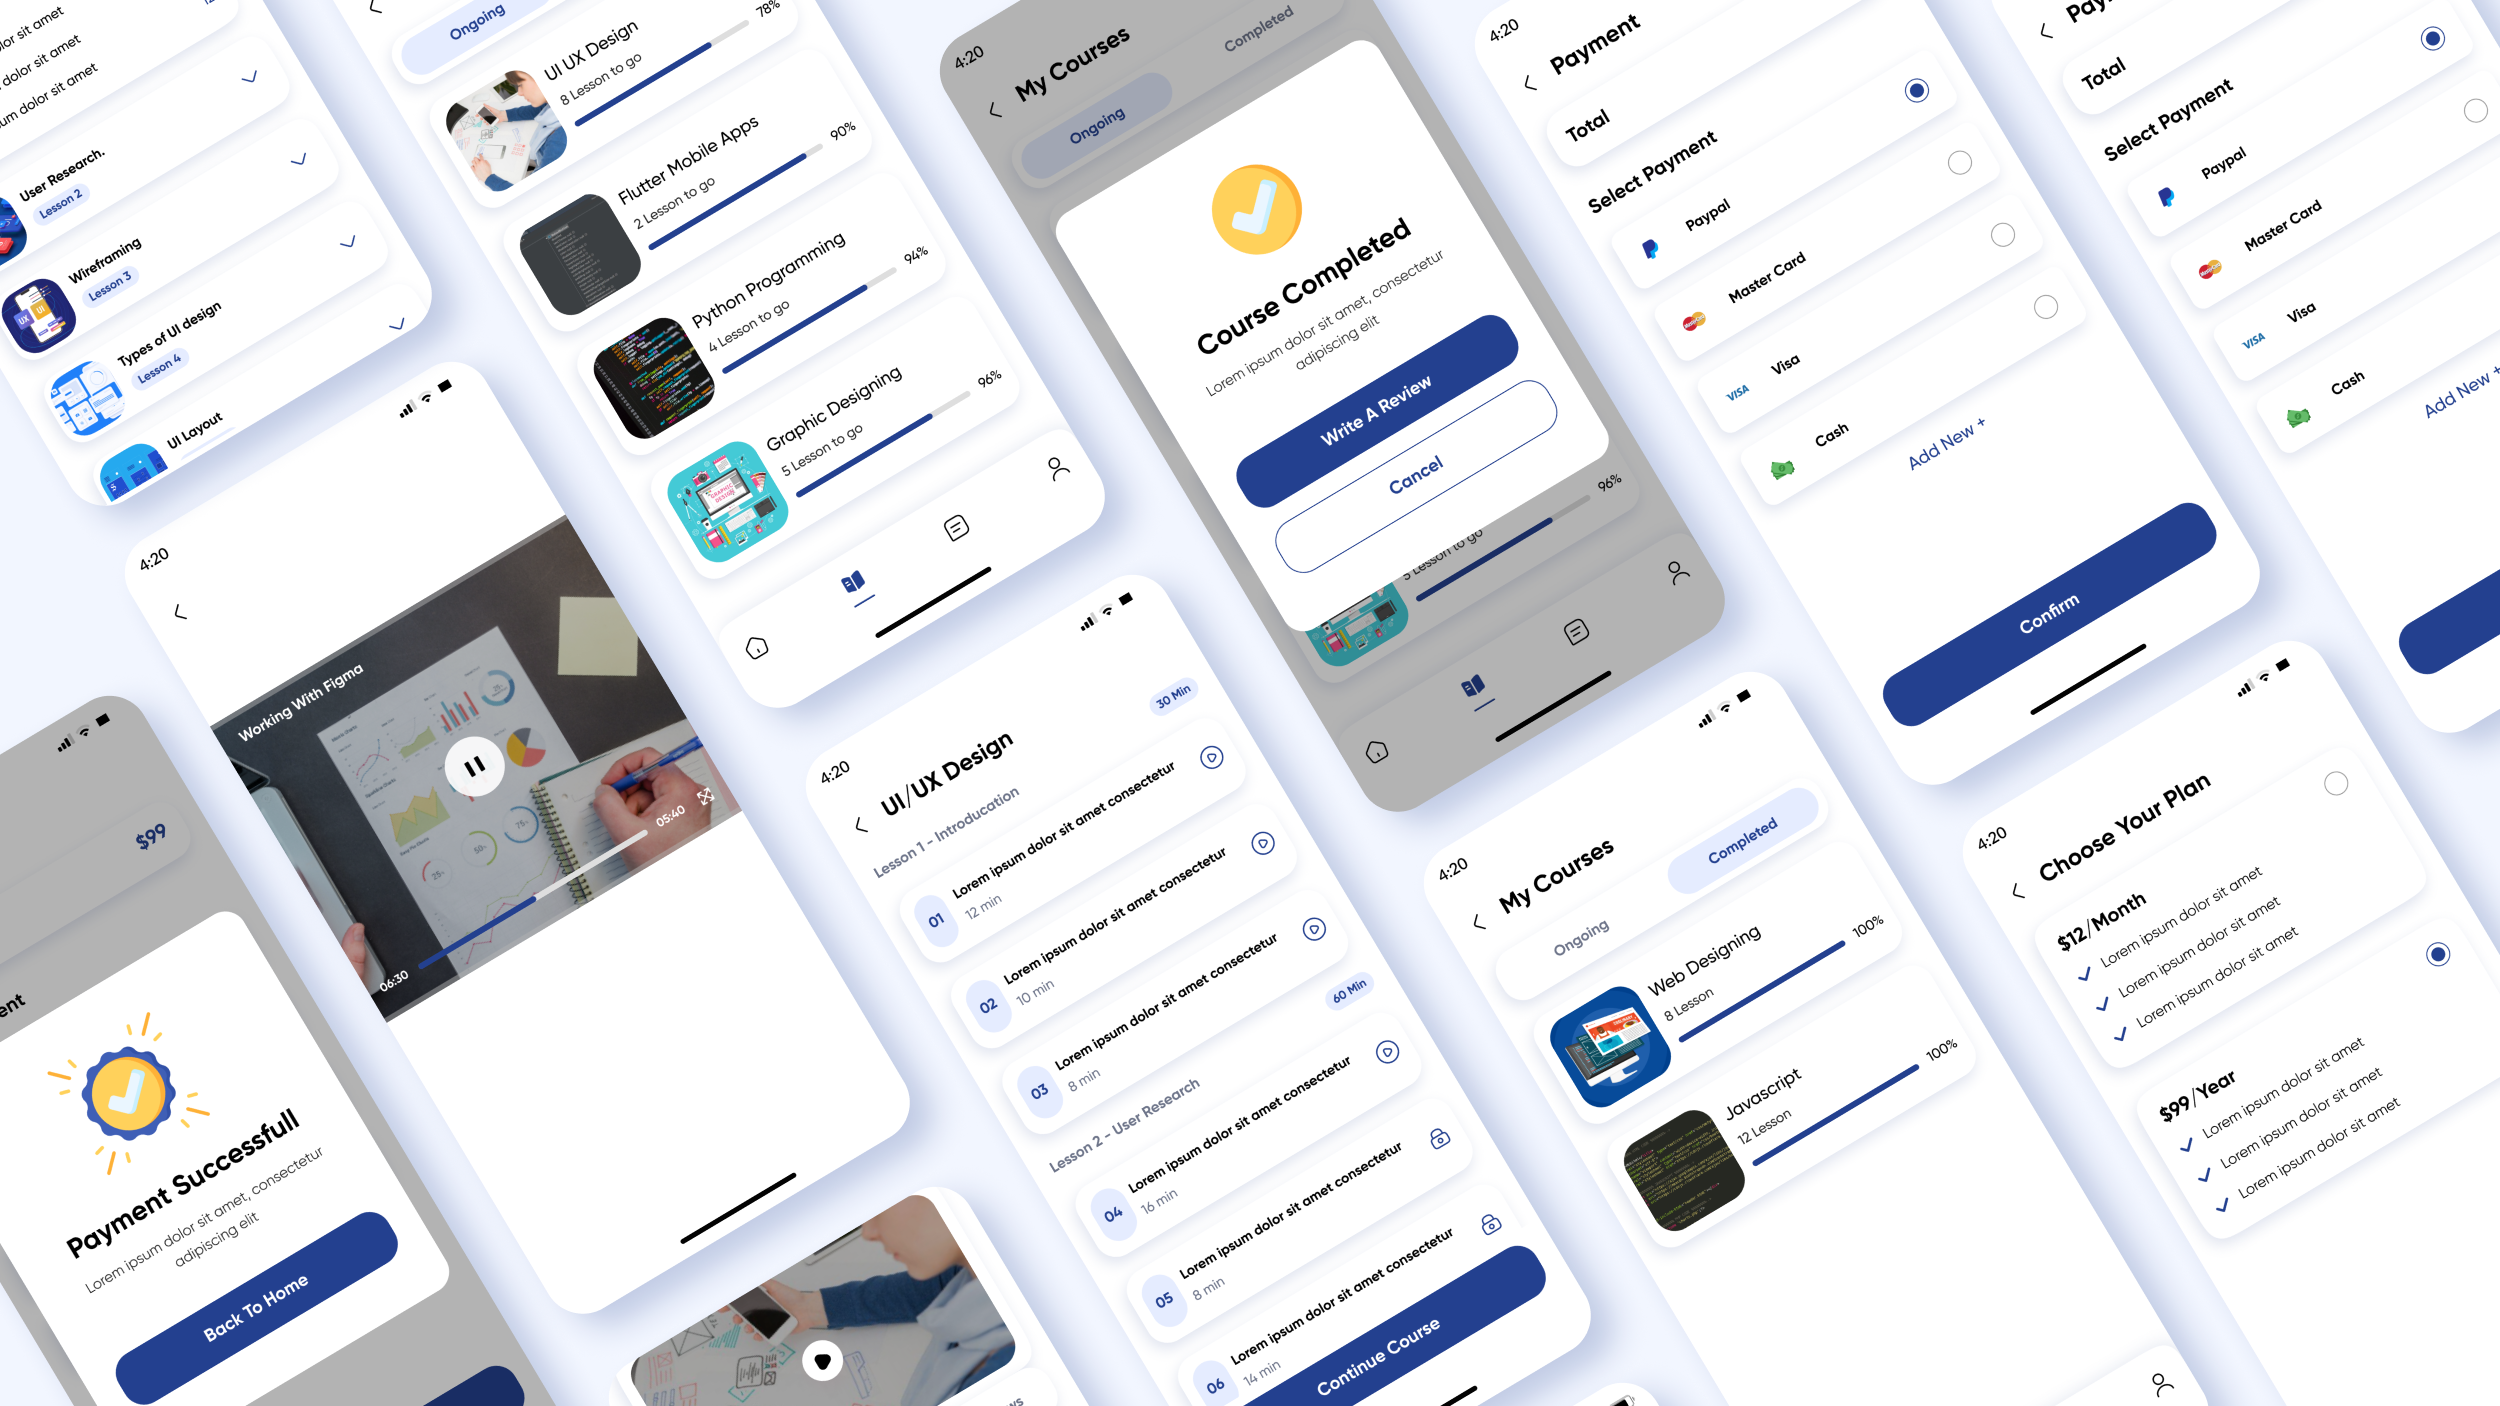 lor sit amet
dolor sit amet
um dolor sit amet
User Research.
Lesson 2
Wireframing
Lesson 3
Types of UI design
Lesson 4
UI Layout
Ongoing
UI UX Design
8 Lesson to go
78%
Flutter Mobile Apps
2 Lesson to go
90%
Python Programming
4 Lesson to go
94%
Graphic Designing
5 Lesson to go
96%
4:20
My Courses
Ongoing
Completed
Course Completed
Lorem ipsum dolor sit amet, consectetur
adipiscing elit
Write A Review
Cancel
5 Lesson to go
96%
4:20
Payment
Total
Select Payment
Paypal
Master Card
VISA
Visa
Cash
Add New +
Confirm
Total
Select Payment
Paypal
Master Card
VISA
Visa
Cash
Add New +
4:20
Working With Figma
06:30
05:40
$99
ent
Payment Successfull
Lorem ipsum dolor sit amet, consectetur
adipiscing elit
Back To Home
4:20
UI/UX Design
Lesson 1 - Introducation
30 Min
01
Lorem ipsum dolor sit amet consectetur
12 min
02
Lorem ipsum dolor sit amet consectetur
10 min
03
Lorem ipsum dolor sit amet consectetur
8 min
Lesson 2 - User Research
60 Min
04
Lorem ipsum dolor sit amet consectetur
16 min
05
Lorem ipsum dolor sit amet consectetur
8 min
06
Lorem ipsum dolor sit amet consectetur
14 min
Continue Course
4:20
My Courses
Ongoing
Completed
Web Designing
8 Lesson
100%
Javascript
12 Lesson
100%
4:20
Choose Your Plan
$12/Month
Lorem ipsum dolor sit amet
Lorem ipsum dolor sit amet
Lorem ipsum dolor sit amet
$99/Year
Lorem ipsum dolor sit amet
Lorem ipsum dolor sit amet
Lorem ipsum dolor sit amet